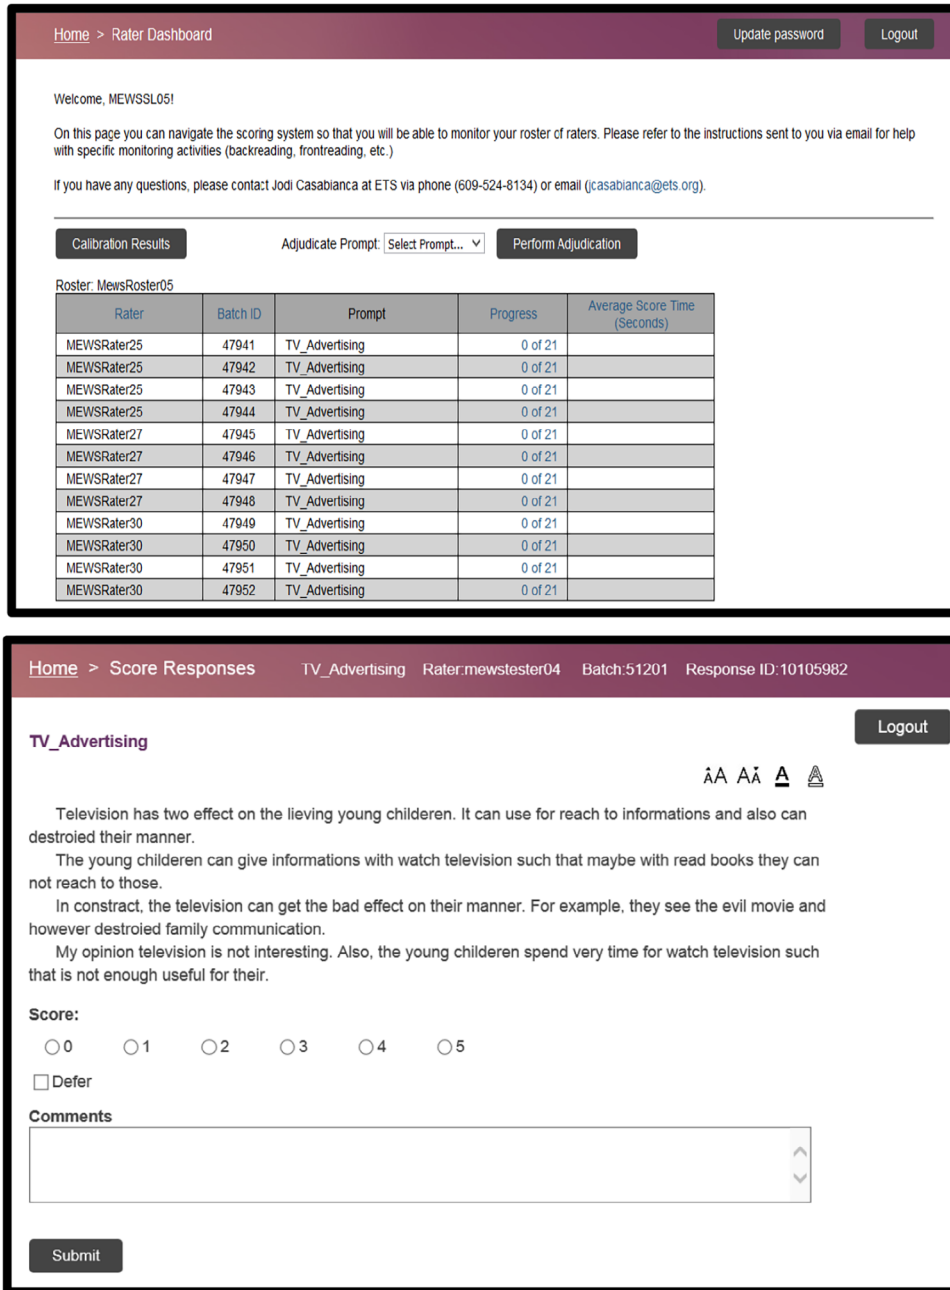 Home > Rater Dashboard
Update password
Logout
Welcome, MEWSSL05!
On this page you can navigate the scoring system so that you will be able to monitor your roster of raters. Please refer to the instructions sent to you via email for help
with specific monitoring activities (backreading, frontreading, etc.)
If you have any questions, please contact Jodi Casabianca at ETS via phone (609-524-8134) or email (jcasabianca@ets.org).
Calibration Results
Adjudicate Prompt: Select Prompt...
Perform Adjudication
Roster: MewsRoster05
Rater Batch ID Prompt Progress Average Score Time (Seconds)
MEWSRater25 47941 TV_Advertising 0 of 21
MEWSRater25 47942 TV_Advertising 0 of 21
MEWSRater25 47943 TV_Advertising 0 of 21
MEWSRater25 47944 TV_Advertising 0 of 21
MEWSRater27 47945 TV_Advertising 0 of 21
MEWSRater27 47946 TV_Advertising 0 of 21
MEWSRater27 47947 TV_Advertising 0 of 21
MEWSRater27 47948 TV_Advertising 0 of 21
MEWSRater30 47949 TV_Advertising 0 of 21
MEWSRater30 47950 TV_Advertising 0 of 21
MEWSRater30 47951 TV_Advertising 0 of 21
MEWSRater30 47952 TV_Advertising 0 of 21
Home > Score Responses TV_Advertising Rater:mewstester04 Batch:51201 Response ID:10105982
Logout
TV_Advertising
AA AA A A
Television has two effect on the lieving young childeren. It can use for reach to informations and also can
destroied their manner.
The young childeren can give informations with watch television such that maybe with read books they can
not reach to those.
In constract, the television can get the bad effect on their manner. For example, they see the evil movie and
however destroied family communication.
My opinion television is not interesting. Also, the young childeren spend very time for watch television such
that is not enough useful for their.
Score:
0 1 2 3 4 5
Defer
Comments
Submit